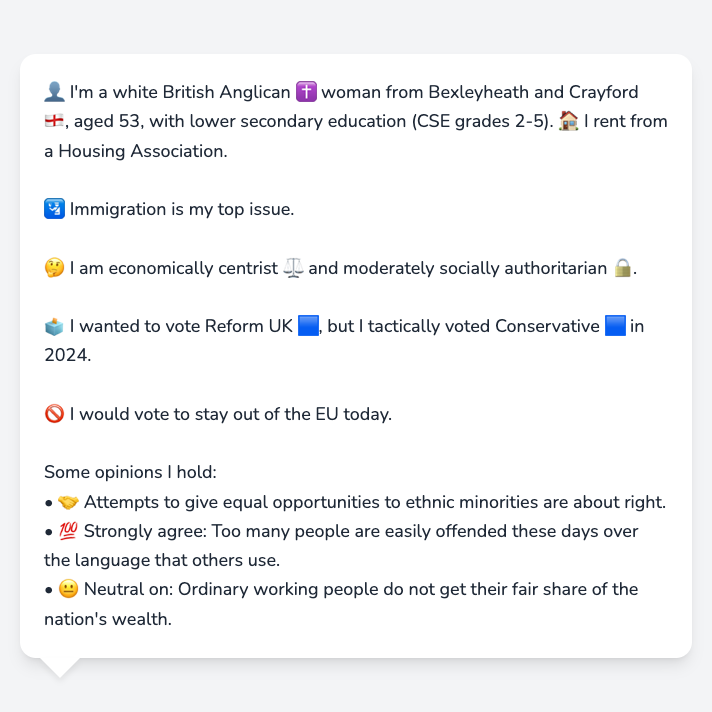 👤 I'm a white British Anglican ✝️ woman from Bexleyheath and Crayford
🏴󠁧󠁢󠁥󠁮󠁧󠁿, aged 53, with lower secondary education (CSE grades 2-5). 🏠 I rent from
a Housing Association.
🛂 Immigration is my top issue.
🤔 I am economically centrist ⚖️ and moderately socially authoritarian 🔒.
🗳️ I wanted to vote Reform UK 🟦, but I tactically voted Conservative 🟦 in
2024.
🚫 I would vote to stay out of the EU today.
Some opinions I hold:
• 🤝 Attempts to give equal opportunities to ethnic minorities are about right.
• 💯 Strongly agree: Too many people are easily offended these days over
the language that others use.
• 😐 Neutral on: Ordinary working people do not get their fair share of the
nation's wealth.